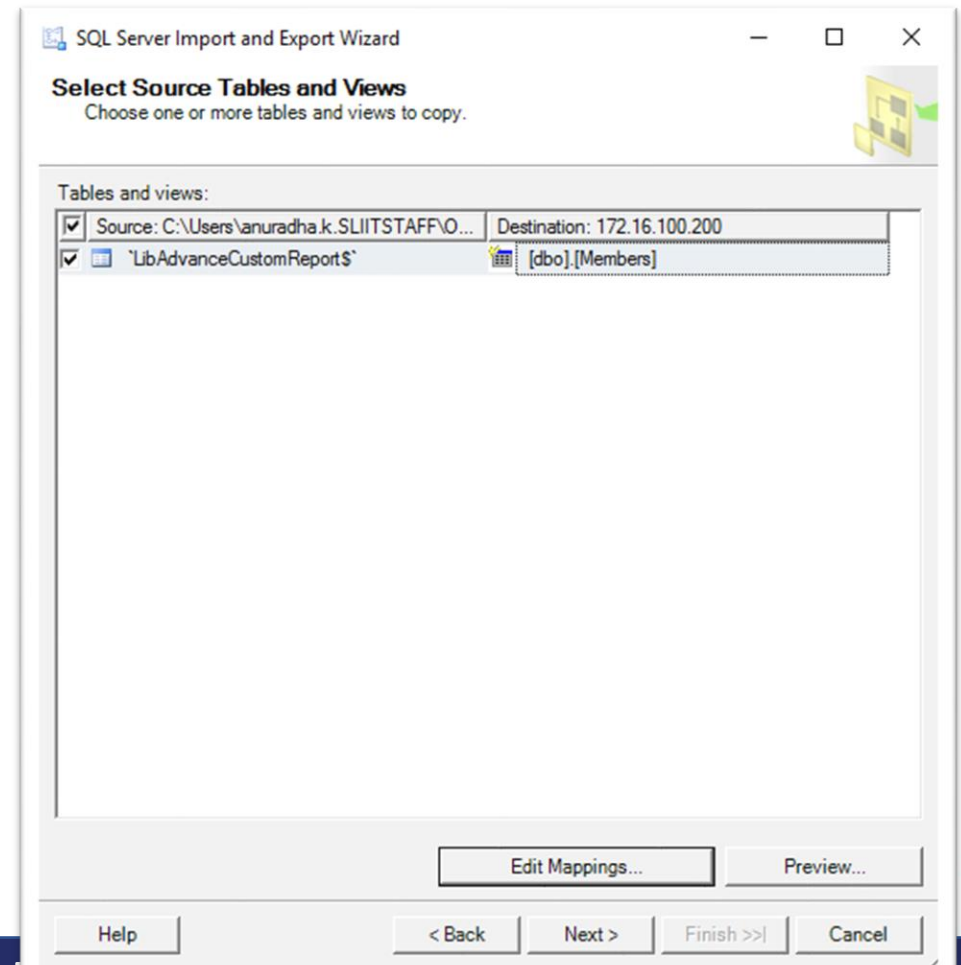 SQL Server Import and Export Wizard
Select Source Tables and Views
Choose one or more tables and views to copy.
Tables and views:
Source: C:\Users\anuradha.k.SLIITSTAFF\O... Destination: 172.16.100.200
`LibAdvanceCustomReport$` [dbo].[Members]
Edit Mappings... Preview...
Help < Back Next > Finish >>| Cancel